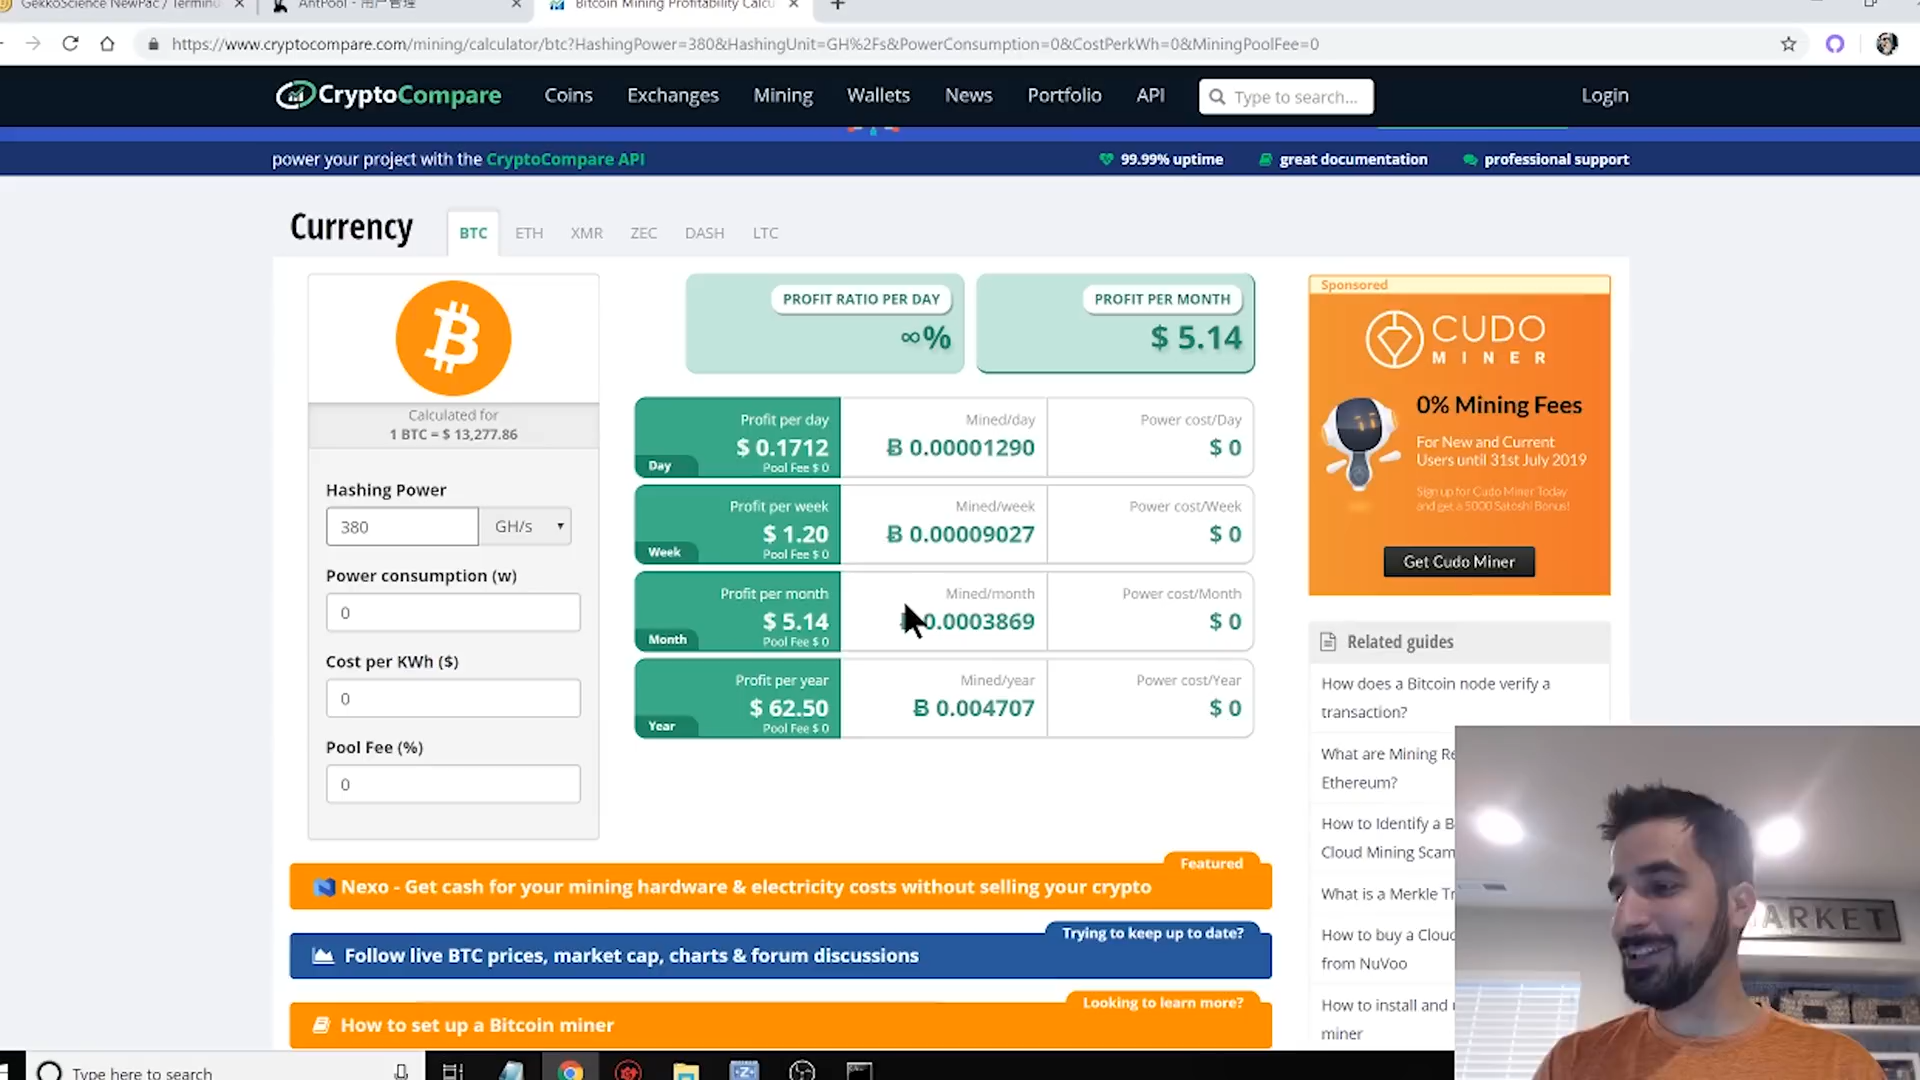 GekkoScience NewPac / Terminu
AntPool - 用户管理
Bitcoin Mining Profitability Calcu
https://www.cryptocompare.com/mining/calculator/btc?HashingPower=380&HashingUnit=GH%2Fs&PowerConsumption=0&CostPerkWh=0&MiningPoolFee=0
CryptoCompare
Coins
Exchanges
Mining
Wallets
News
Portfolio
API
Type to search...
Login
power your project with the CryptoCompare API
99.99% uptime
great documentation
professional support
Currency
BTC
ETH
XMR
ZEC
DASH
LTC
Calculated for
1 BTC = $ 13,277.86
Hashing Power
380
GH/s
Power consumption (w)
0
Cost per KWh ($)
0
Pool Fee (%)
0
PROFIT RATIO PER DAY
∞%
PROFIT PER MONTH
$ 5.14
Profit per day
$ 0.1712
Pool Fee $ 0
Day
Mined/day
Ƀ 0.00001290
Power cost/Day
$ 0
Profit per week
$ 1.20
Pool Fee $ 0
Week
Mined/week
Ƀ 0.00009027
Power cost/Week
$ 0
Profit per month
$ 5.14
Pool Fee $ 0
Month
Mined/month
Ƀ 0.0003869
Power cost/Month
$ 0
Profit per year
$ 62.50
Pool Fee $ 0
Year
Mined/year
Ƀ 0.004707
Power cost/Year
$ 0
Sponsored
CUDO
MINER
0% Mining Fees
For New and Current
Users until 31st July 2019
Sign up for Cudo Miner Today
and get a 5000 Satoshi Bonus!
Get Cudo Miner
Related guides
How does a Bitcoin node verify a
transaction?
What are Mining Re
Ethereum?
How to Identify a B
Cloud Mining Scam
What is a Merkle Tr
How to buy a Cloud
from NuVoo
How to install and
miner
Featured
Nexo - Get cash for your mining hardware & electricity costs without selling your crypto
Trying to keep up to date?
Follow live BTC prices, market cap, charts & forum discussions
Looking to learn more?
How to set up a Bitcoin miner
MARKET
Type here to search